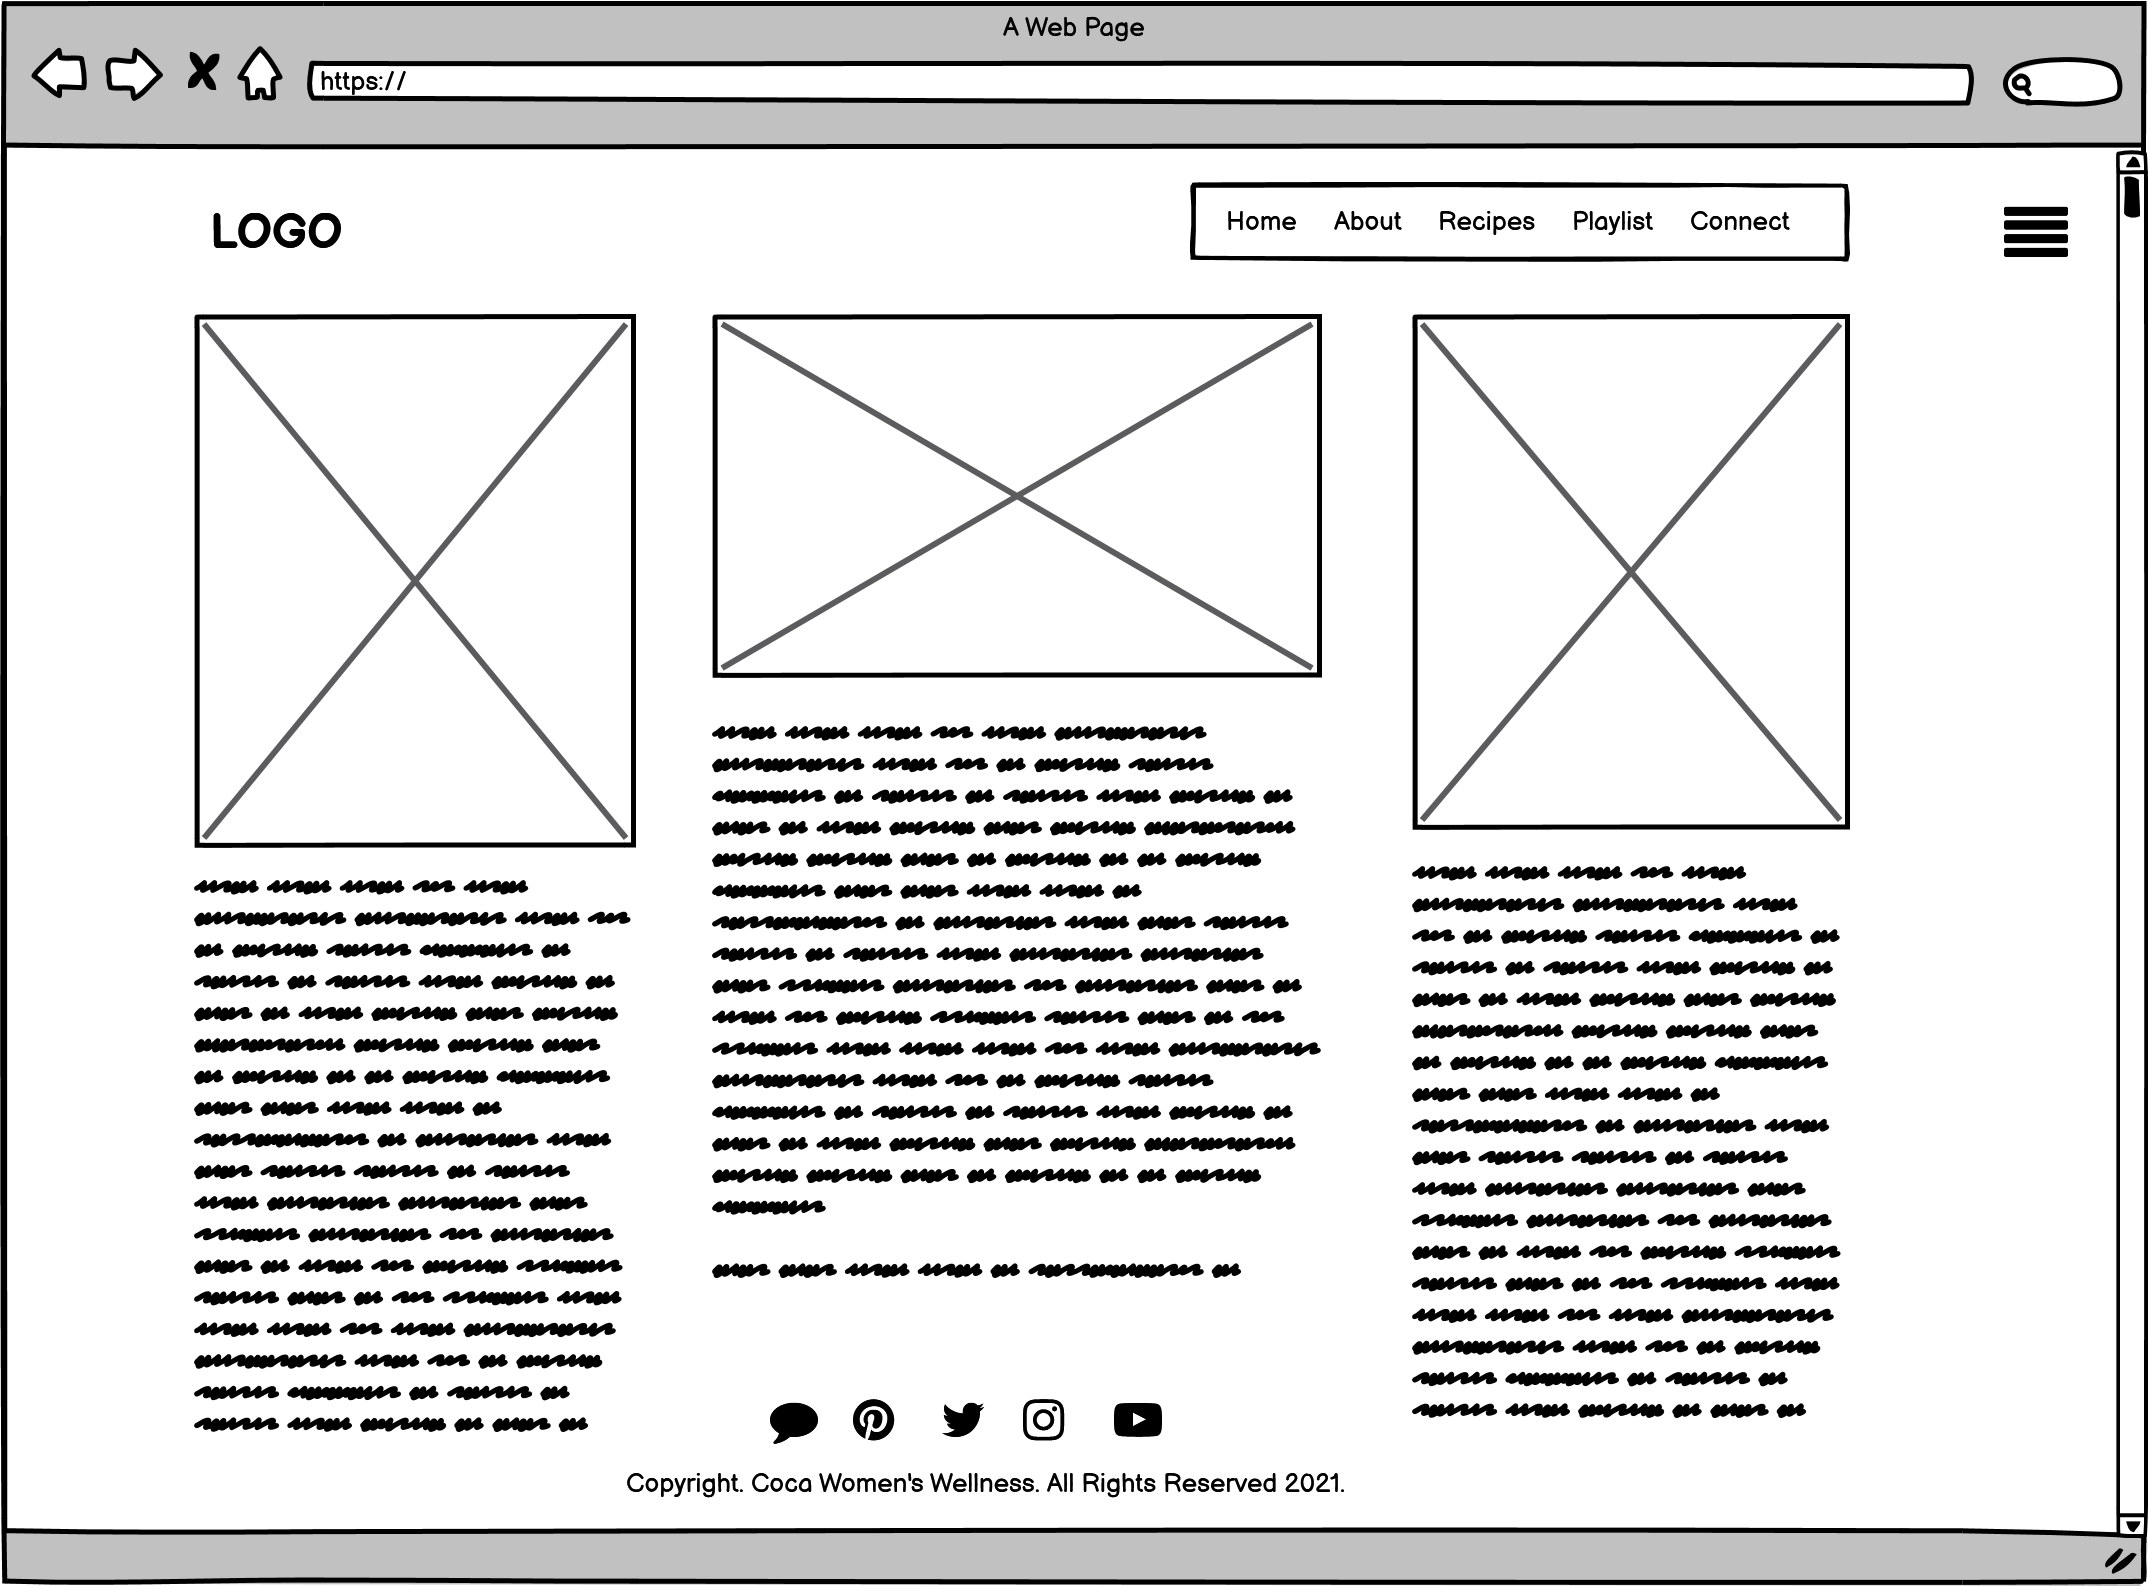 A Web Page
https://
LOGO
Home About Recipes Playlist Connect
Copyright. Coca Women's Wellness. All Rights Reserved 2021.